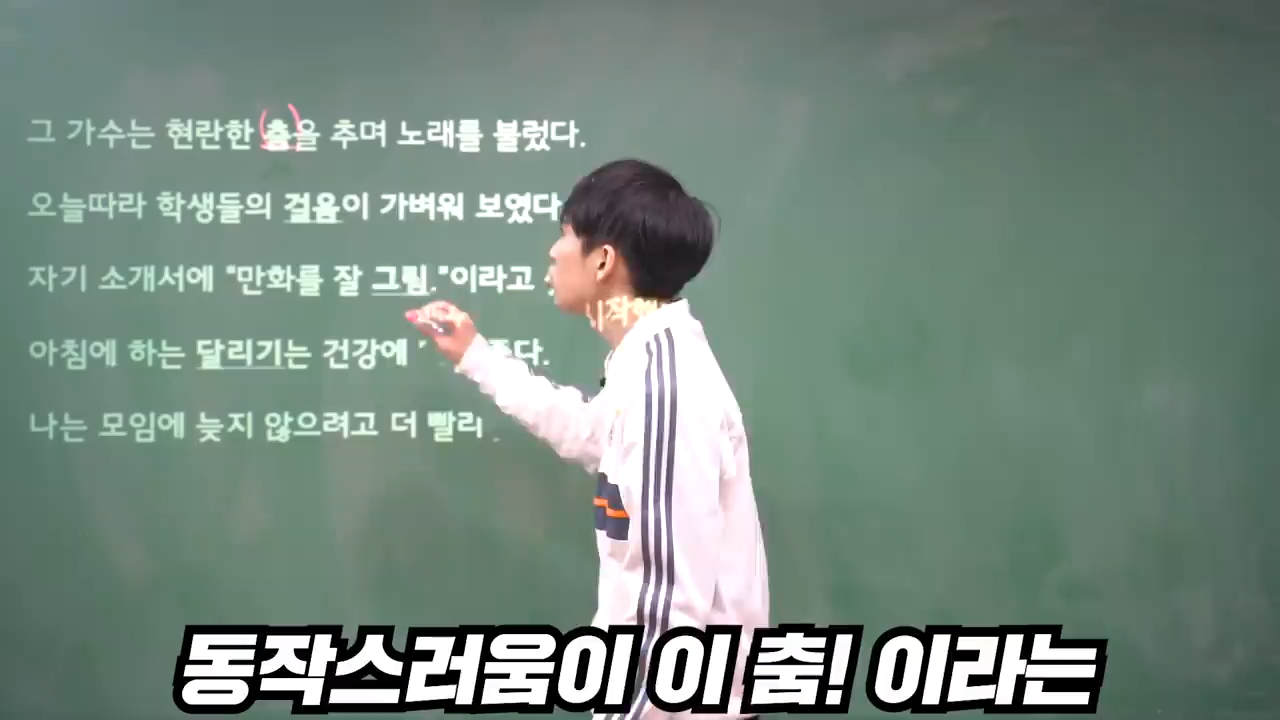 그 가수는 현란한 춤을 추며 노래를 불렀다.
오늘따라 학생들의 걸음이 가벼워 보였다
자기 소개서에 "만화를 잘 그림."이라고
아침에 하는 달리기는 건강에
나는 모임에 늦지 않으려고 더 빨리
동작스러움이 이 춤! 이라는